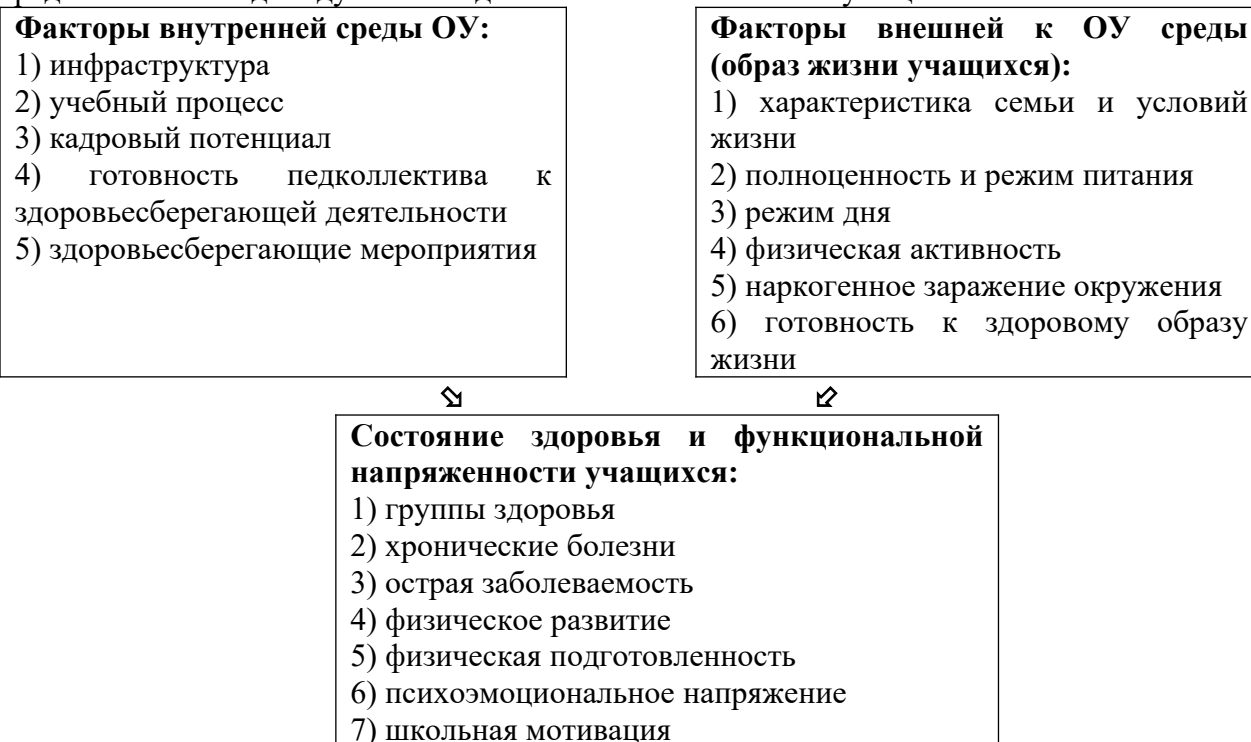 Факторы внутренней среды ОУ:
1) инфраструктура
2) учебный процесс
3) кадровый потенциал
4) готовность педколлектива к
здоровьесберегающей деятельности
5) здоровьесберегающие мероприятия
Факторы внешней к ОУ среды
(образ жизни учащихся):
1) характеристика семьи и условий
жизни
2) полноценность и режим питания
3) режим дня
4) физическая активность
5) наркогенное заражение окружения
6) готовность к здоровому образу
жизни
Состояние здоровья и функциональной
напряженности учащихся:
1) группы здоровья
2) хронические болезни
3) острая заболеваемость
4) физическое развитие
5) физическая подготовленность
6) психоэмоциональное напряжение
7) школьная мотивация